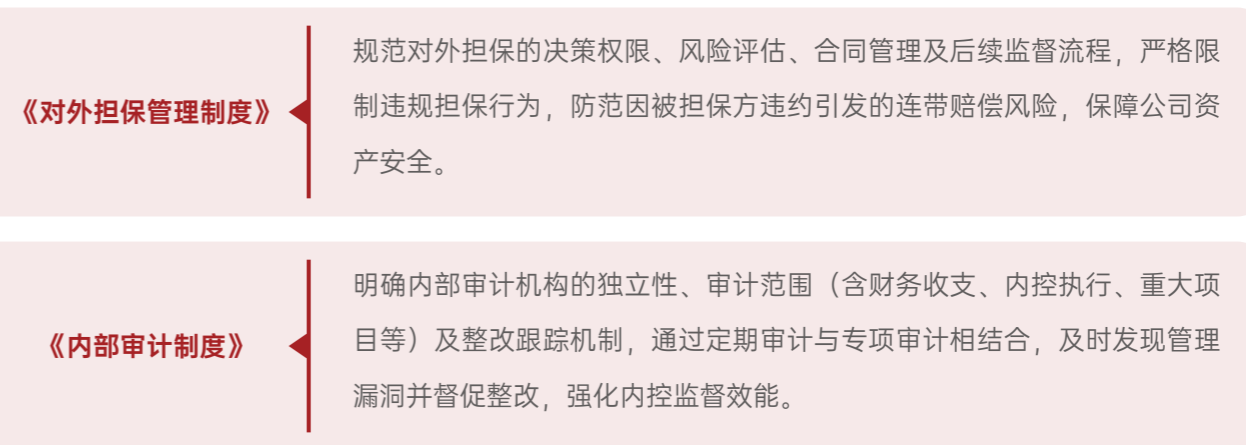 《对外担保管理制度》
规范对外担保的决策权限、风险评估、合同管理及后续监督流程，严格限
制违规担保行为，防范因被担保方违约引发的连带赔偿风险，保障公司资
产安全。
《内部审计制度》
明确内部审计机构的独立性、审计范围（含财务收支、内控执行、重大项
目等）及整改跟踪机制，通过定期审计与专项审计相结合，及时发现管理
漏洞并督促整改，强化内控监督效能。